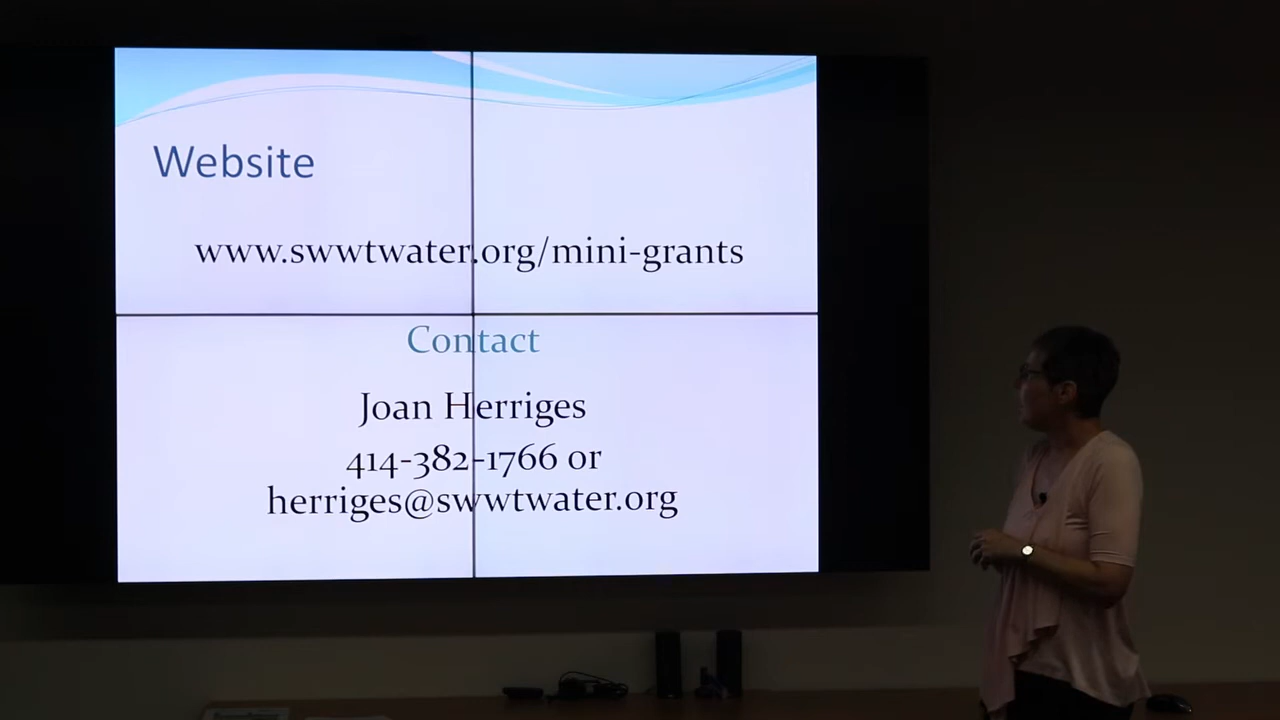 Website
www.swwtwater.org/mini-grants
Contact
Joan Herriges
414-382-1766 or
herriges@swwtwater.org